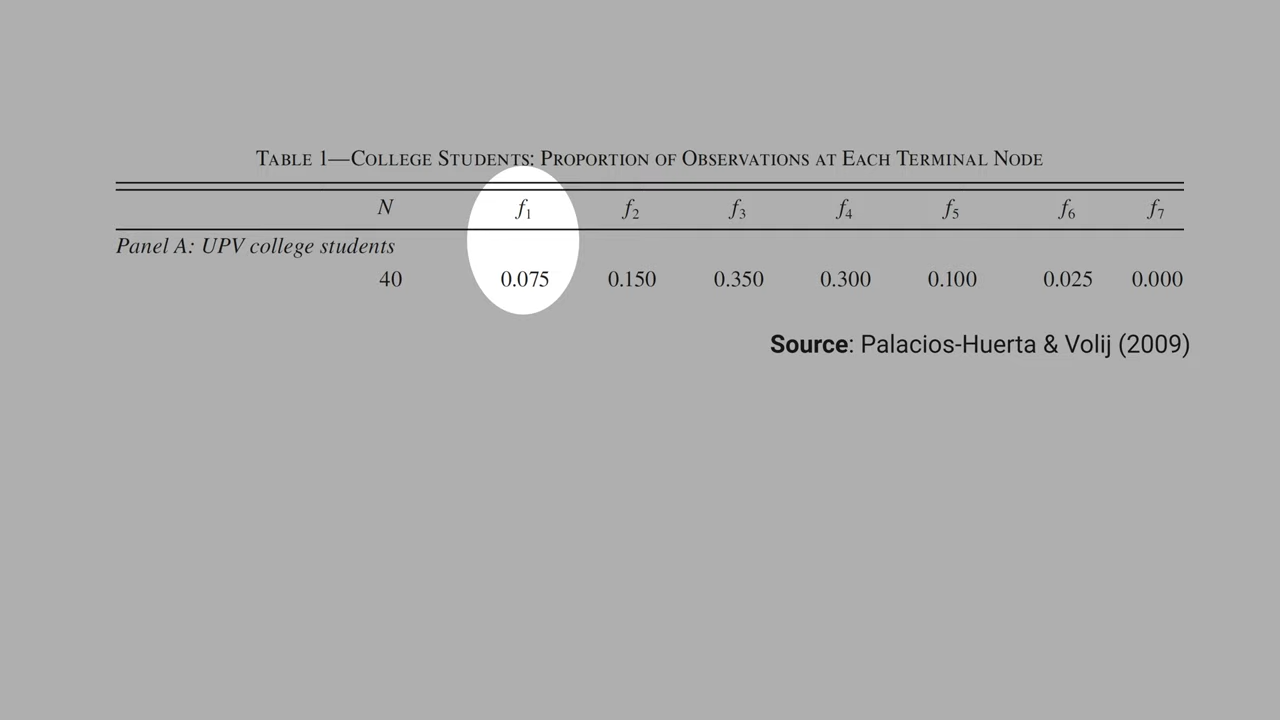 TABLE 1—COLLEGE STUDENTS: PROPORTION OF OBSERVATIONS AT EACH TERMINAL NODE
N f₁ f₂ f₃ f₄ f₅ f₆ f₇
Panel A: UPV college students
40 0.075 0.150 0.350 0.300 0.100 0.025 0.000
Source: Palacios-Huerta & Volij (2009)